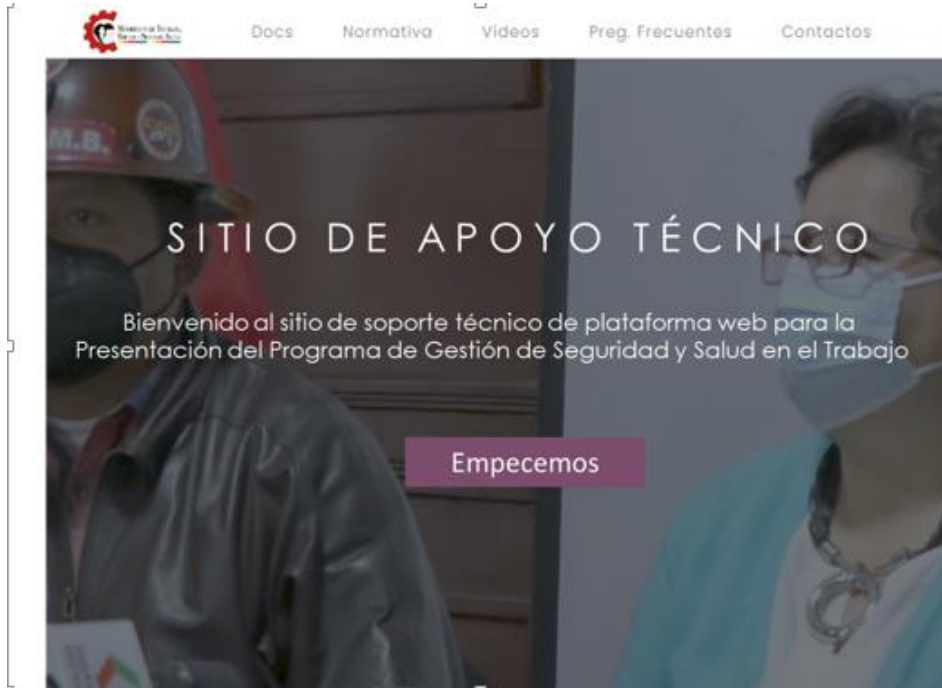 Docs Normativa Videos Preg. Frecuentes Contactos
M.B.
SITIO DE APOYO TÉCNICO
Bienvenido al sitio de soporte técnico de plataforma web para la
Presentación del Programa de Gestión de Seguridad y Salud en el Trabajo
Empecemos